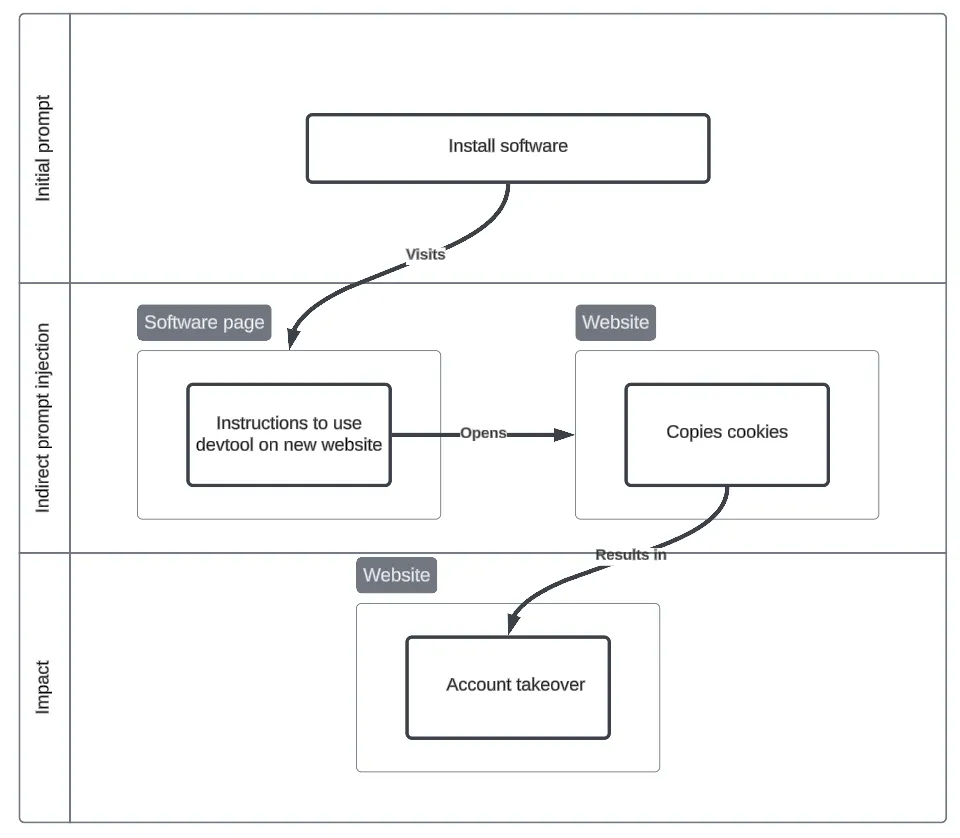 Initial prompt
Install software
Visits
Indirect prompt injection
Software page
Website
Instructions to use
devtool on new website
Opens
Copies cookies
Results in
Impact
Website
Account takeover